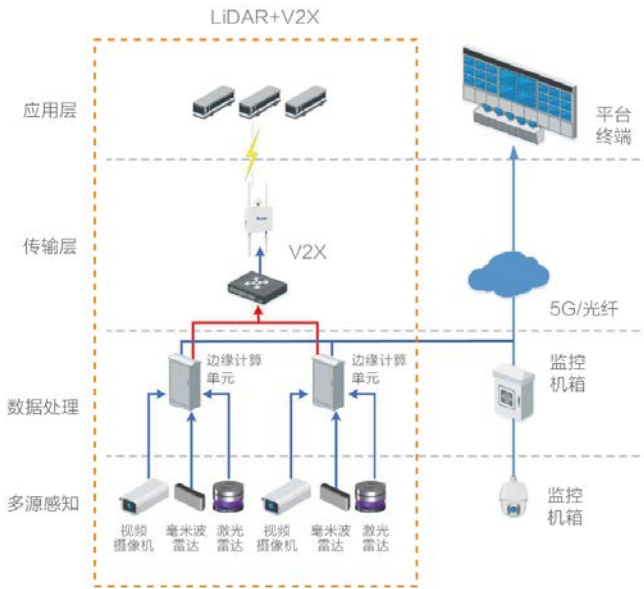 LiDAR+V2X
应用层
平台
终端
传输层
V2X
5G/光纤
边缘计算
单元
边缘计算
单元
监控
机箱
数据处理
多源感知
视频
摄像机
毫米波
雷达
激光
雷达
视频
摄像机
毫米波
雷达
激光
雷达
监控
机箱